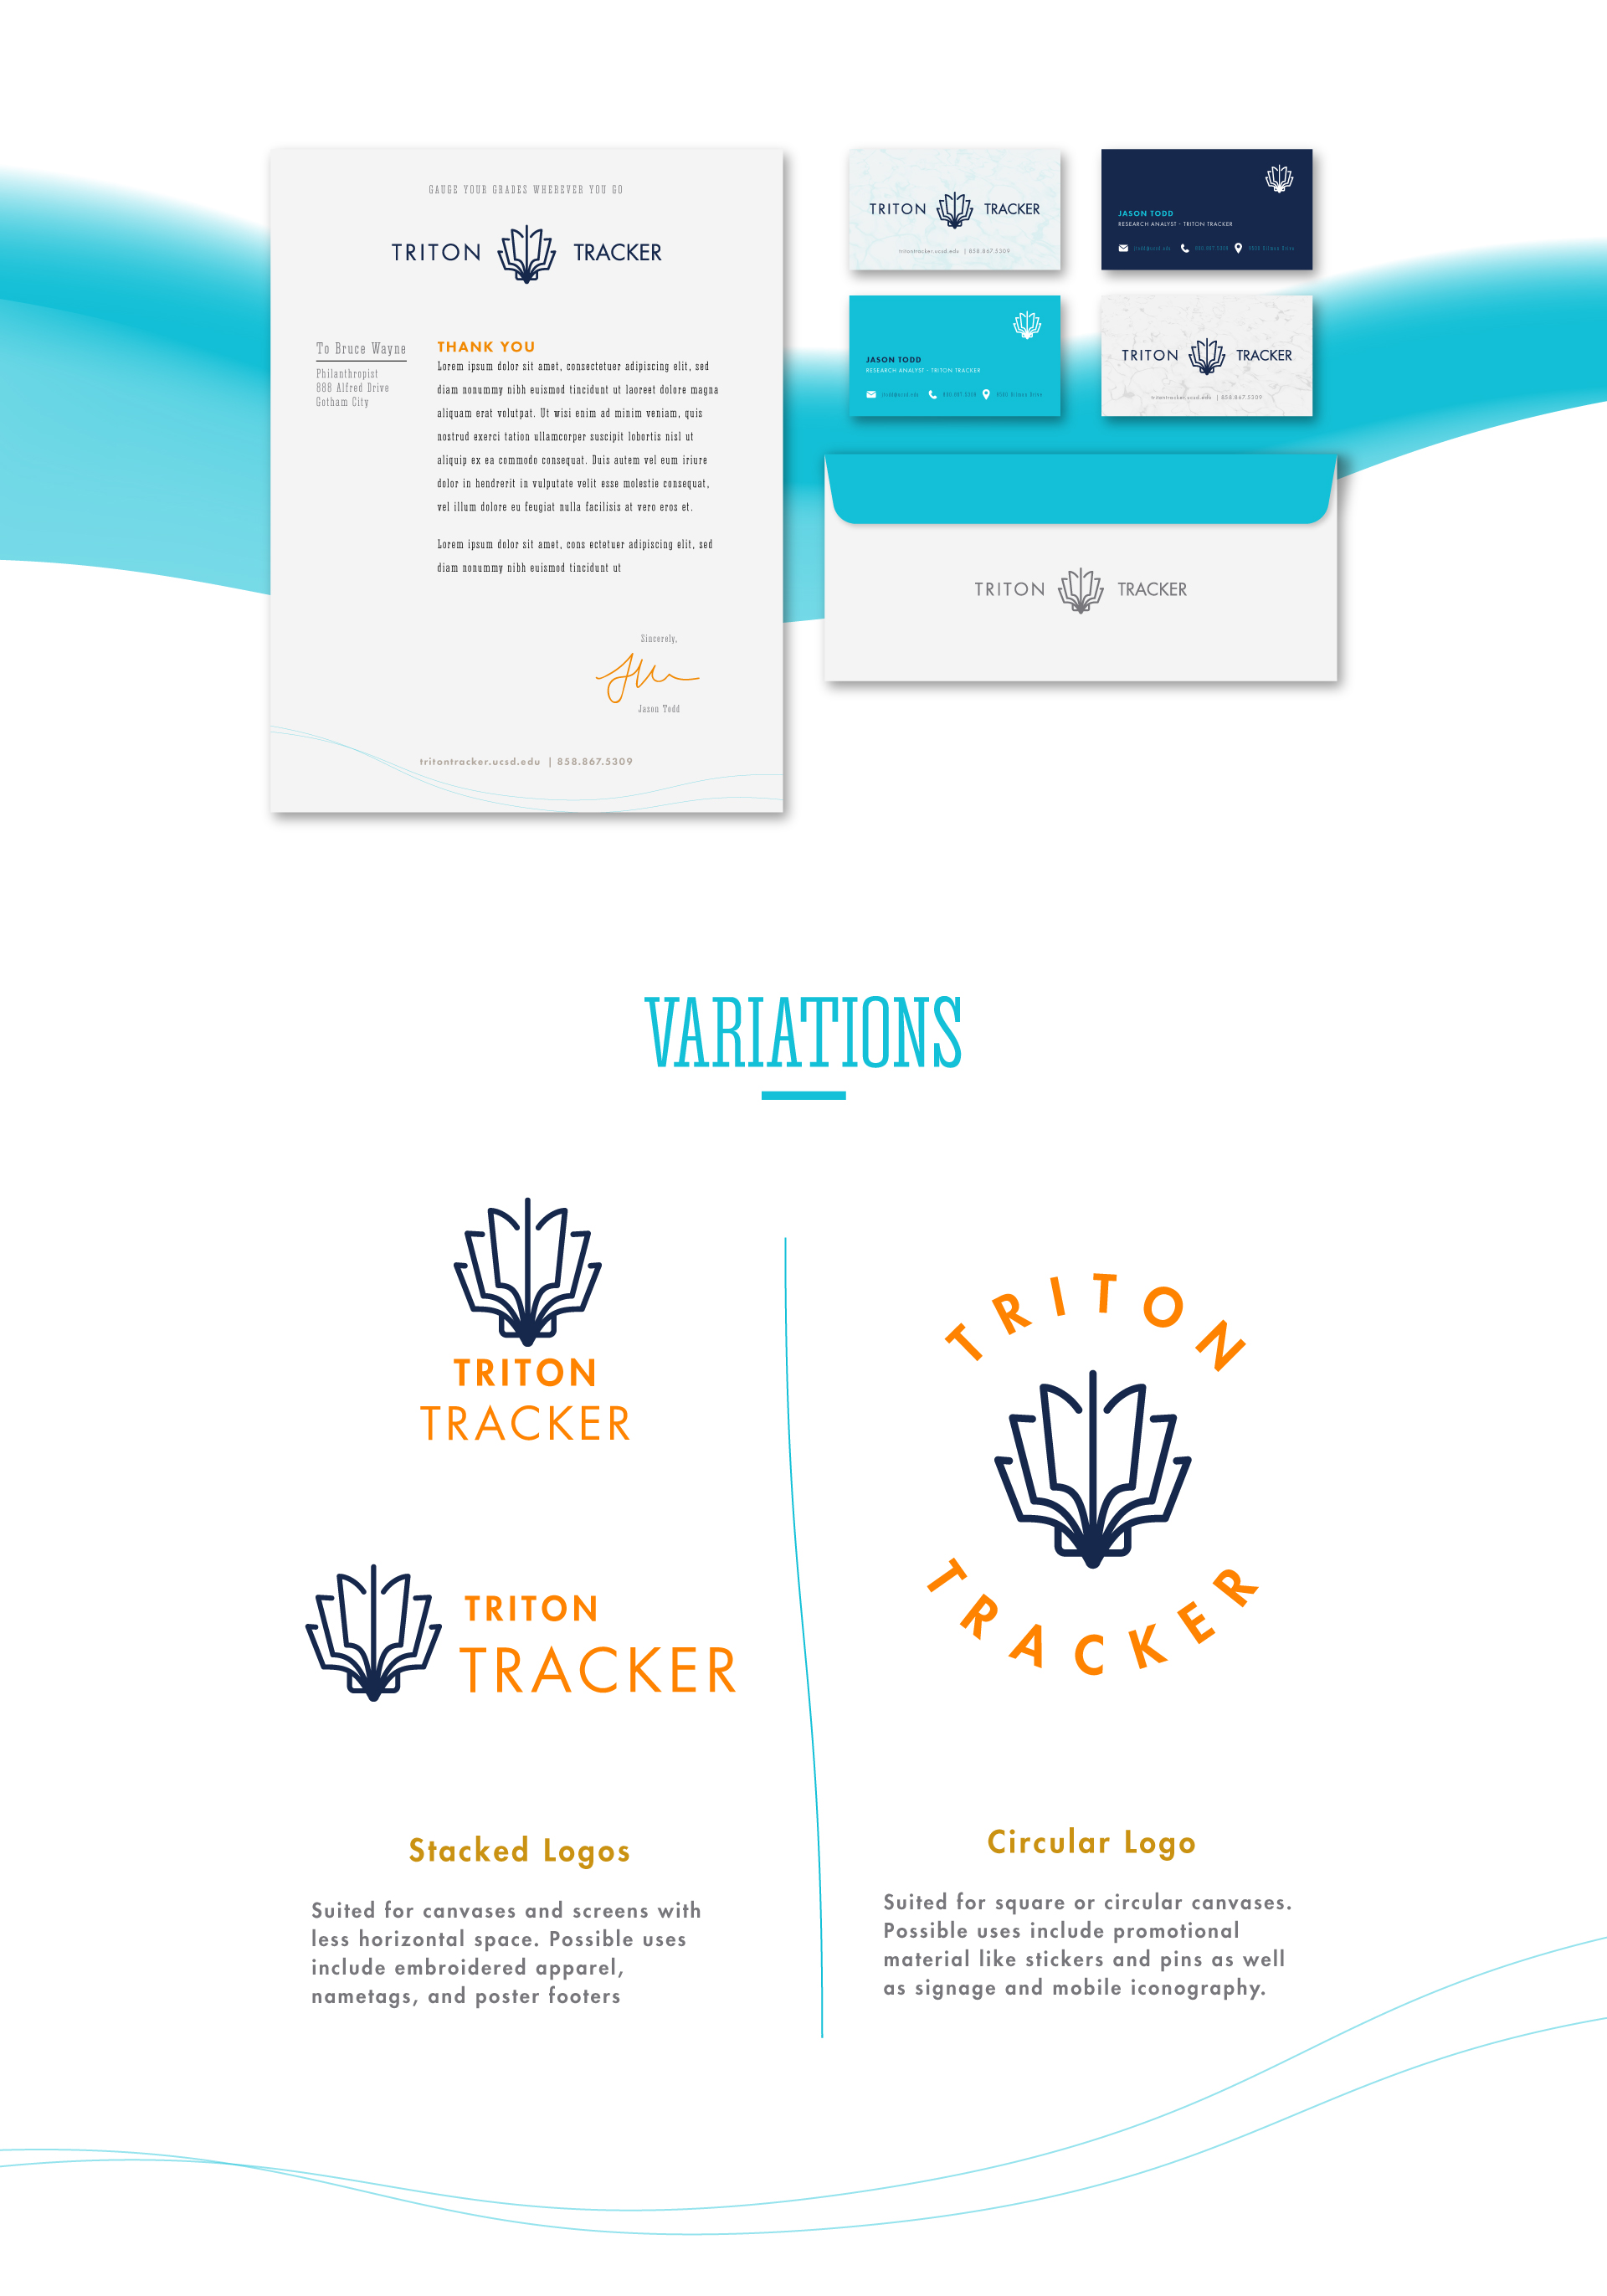 GAUGE YOUR GRADES WHEREVER YOU GO
TRITON TRACKER
To Bruce Wayne
Philanthropist
888 Alfred Drive
Gotham City
THANK YOU
Lorem ipsum dolor sit amet, consectetuer adipiscing elit, sed
diam nonummy nibh euismod tincidunt ut laoreet dolore magna
aliquam erat volutpat. Ut wisi enim ad minim veniam, quis
nostrud exerci tation ullamcorper suscipit lobortis nisl ut
aliquip ex ea commodo consequat. Duis autem vel eum iriure
dolor in hendrerit in vulputate velit esse molestie consequat,
vel illum dolore eu feugiat nulla facilisis at vero eros et.
Lorem ipsum dolor sit amet, cons ectetuer adipiscing elit, sed
diam nonummy nibh euismod tincidunt ut
Sincerely,
Jason Todd
tritontracker.ucsd.edu | 858.867.5309
TRITON TRACKER
tritontracker.ucsd.edu | 858.867.5309
JASON TODD
RESEARCH ANALYST - TRITON TRACKER
JASON TODD
RESEARCH ANALYST - TRITON TRACKER
TRITON TRACKER
tritontracker.ucsd.edu | 858.867.5309
TRITON TRACKER
VARIATIONS
TRITON
TRACKER
TRITON
TRACKER
Stacked Logos
Suited for canvases and screens with
less horizontal space. Possible uses
include embroidered apparel,
nametags, and poster footers
TRITON
TRACKER
Circular Logo
Suited for square or circular canvases.
Possible uses include promotional
material like stickers and pins as well
as signage and mobile iconography.